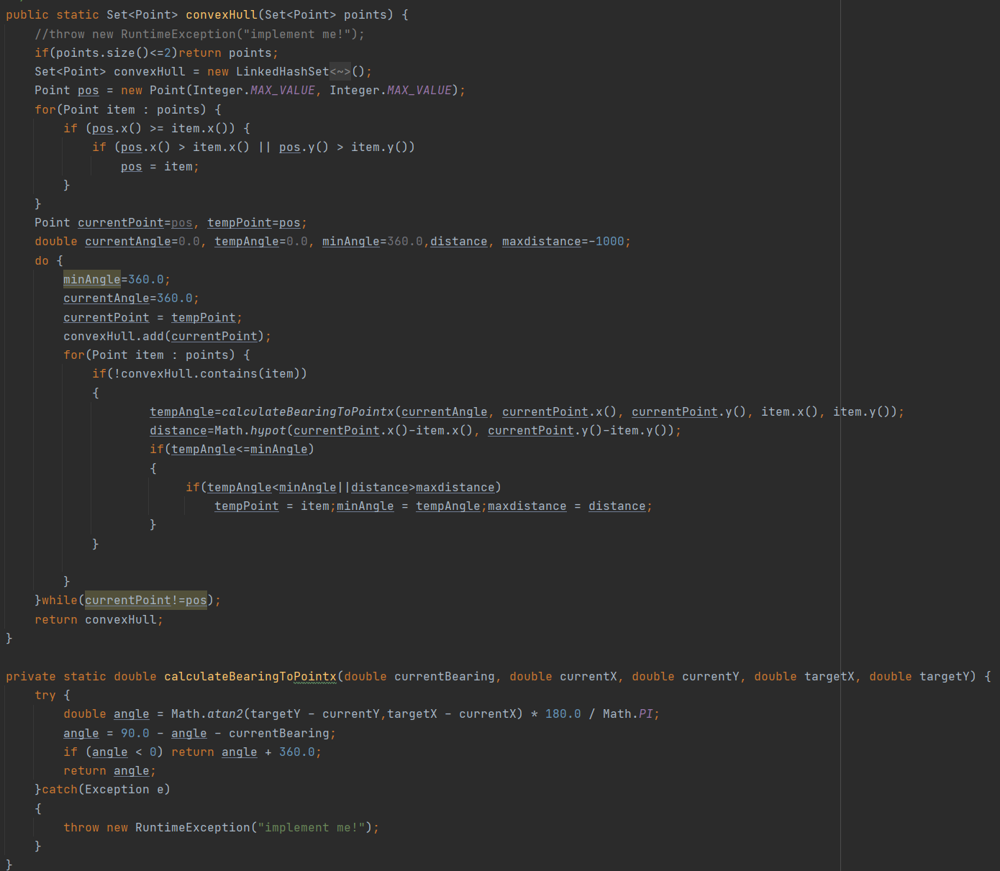 public static Set<Point> convexHull(Set<Point> points) {
    //throw new RuntimeException("implement me!");
    if(points.size()<=2)return points;
    Set<Point> convexHull = new LinkedHashSet<~>();
    Point pos = new Point(Integer.MAX_VALUE, Integer.MAX_VALUE);
    for(Point item : points) {
        if (pos.x() >= item.x()) {
            if (pos.x() > item.x() || pos.y() > item.y())
                pos = item;
        }
    }
    Point currentPoint=pos, tempPoint=pos;
    double currentAngle=0.0, tempAngle=0.0, minAngle=360.0,distance, maxdistance=-1000;
    do {
        minAngle=360.0;
        currentAngle=360.0;
        currentPoint = tempPoint;
        convexHull.add(currentPoint);
        for(Point item : points) {
            if(!convexHull.contains(item))
            {
                    tempAngle=calculateBearingToPointx(currentAngle, currentPoint.x(), currentPoint.y(), item.x(), item.y());
                    distance=Math.hypot(currentPoint.x()-item.x(), currentPoint.y()-item.y());
                    if(tempAngle<=minAngle)
                    {
                         if(tempAngle<minAngle||distance>maxdistance)
                             tempPoint = item;minAngle = tempAngle;maxdistance = distance;
                    }
            }

        }
    }while(currentPoint!=pos);
    return convexHull;
}

private static double calculateBearingToPointx(double currentBearing, double currentX, double currentY, double targetX, double targetY) {
    try {
        double angle = Math.atan2(targetY - currentY,targetX - currentX) * 180.0 / Math.PI;
        angle = 90.0 - angle - currentBearing;
        if (angle < 0) return angle + 360.0;
        return angle;
    }catch(Exception e)
    {
        throw new RuntimeException("implement me!");
    }
}